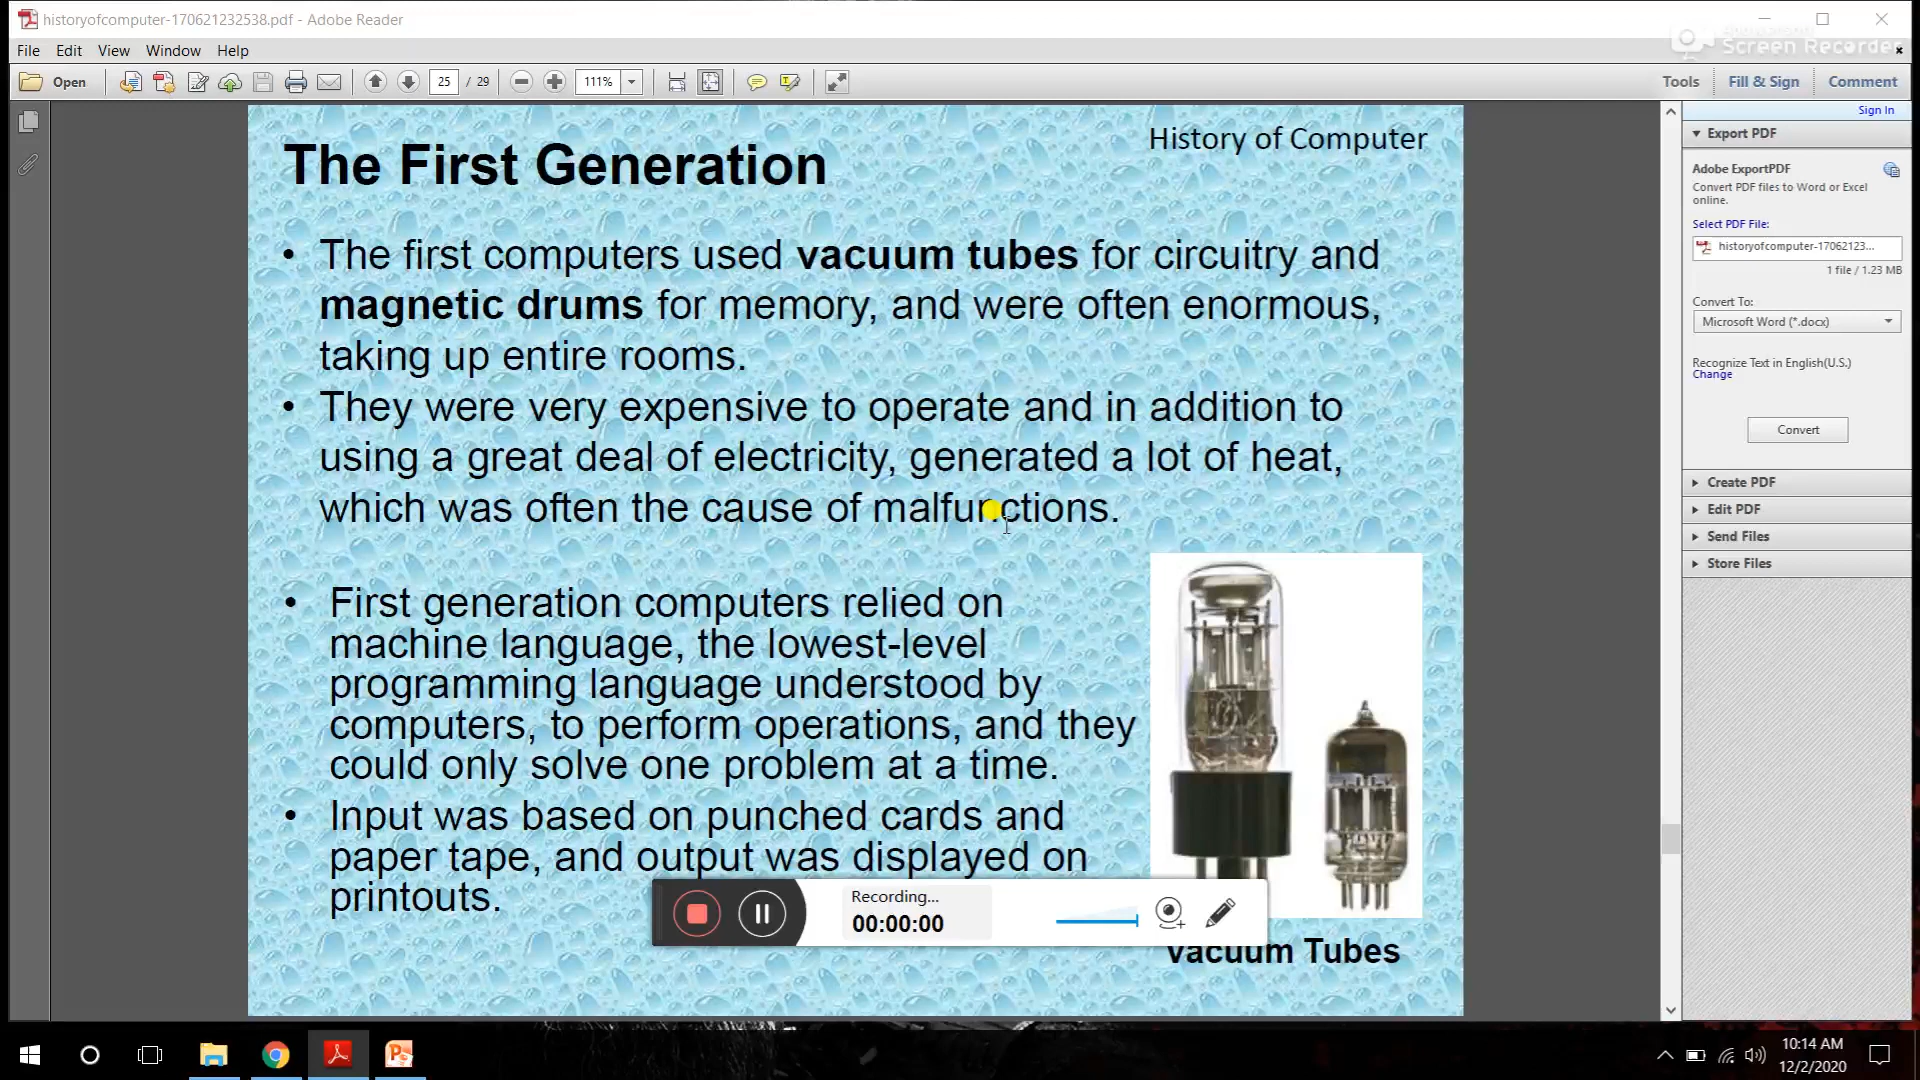 historyofcomputer-170621232538.pdf - Adobe Reader
Screen Recorder
File Edit View Window Help
Open
25 / 29
111%
Tools Fill & Sign Comment
Sign In
The First Generation
History of Computer
• The first computers used vacuum tubes for circuitry and
magnetic drums for memory, and were often enormous,
taking up entire rooms.
• They were very expensive to operate and in addition to
using a great deal of electricity, generated a lot of heat,
which was often the cause of malfunctions.
• First generation computers relied on
machine language, the lowest-level
programming language understood by
computers, to perform operations, and they
could only solve one problem at a time.
• Input was based on punched cards and
paper tape, and output was displayed on
printouts.
Vacuum Tubes
Recording...
00:00:00
Export PDF
Adobe ExportPDF
Convert PDF files to Word or Excel
online.
Select PDF File:
historyofcomputer-17062123...
1 file / 1.23 MB
Convert To:
Microsoft Word (*.docx)
Recognize Text in English(U.S.)
Change
Convert
Create PDF
Edit PDF
Send Files
Store Files
10:14 AM
12/2/2020